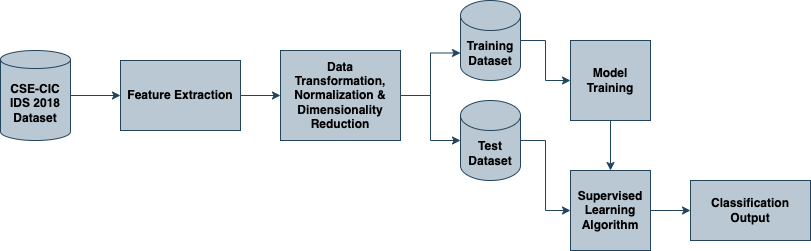 CSE-CIC
IDS 2018
Dataset
Feature Extraction
Data
Transformation,
Normalization &
Dimensionality
Reduction
Training
Dataset
Test
Dataset
Model
Training
Supervised
Learning
Algorithm
Classification
Output